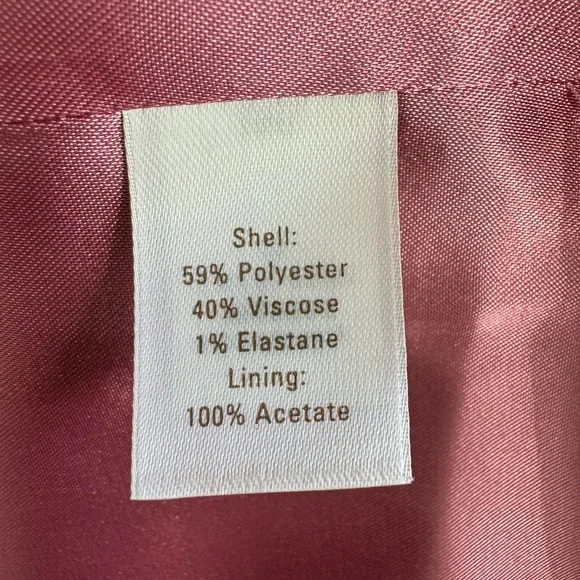 Shell:
59% Polyester
40% Viscose
1% Elastane
Lining:
100% Acetate